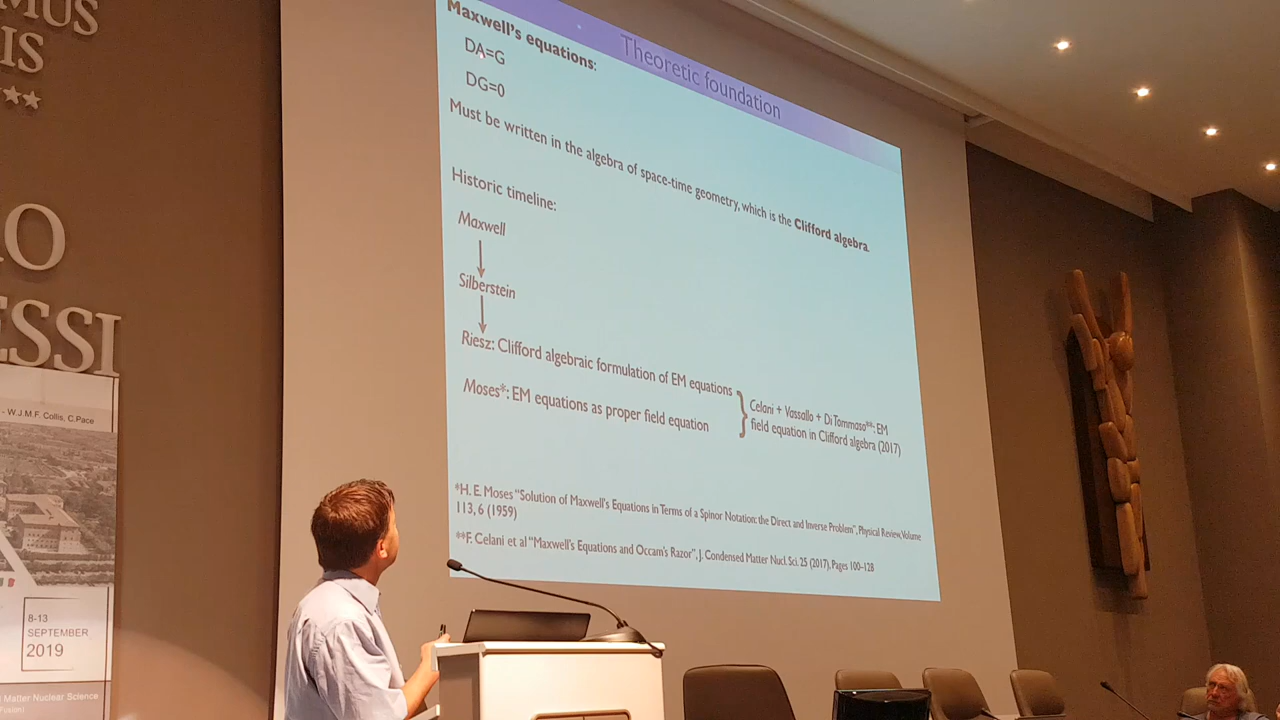 MUS
IS
★★
RO
ESSI
- W.J.M.F. Collis, C.Pace
8-13
SEPTEMBER
2019
Matter Nuclear Science
Fusion)
Theoretic foundation
Maxwell's equations:
DA=G
DG=0
Must be written in the algebra of space-time geometry, which is the Clifford algebra.
Historic timeline:
Maxwell
Silberstein
Riesz: Clifford algebraic formulation of EM equations
Moses*: EM equations as proper field equation
Celani + Vassallo + Di Tommaso**: EM
field equation in Clifford algebra (2017)
*H. E. Moses "Solution of Maxwell's Equations in Terms of a Spinor Notation: the Direct and Inverse Problem", Physical Review, Volume
113, 6 (1959)
**F. Celani et al "Maxwell's Equations and Occam's Razor", J. Condensed Matter Nucl. Sci. 25 (2017), Pages 100–128